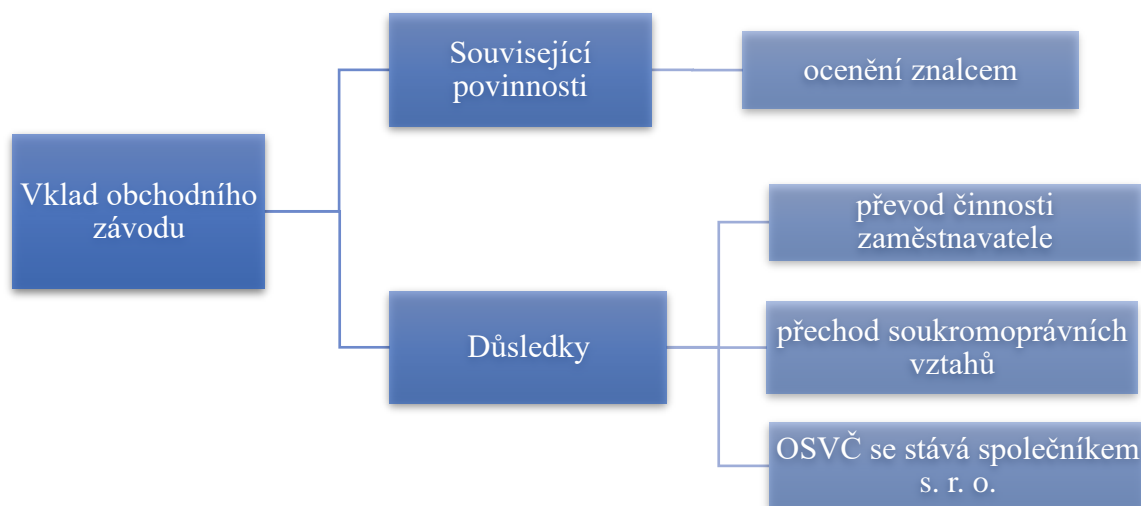 Vklad obchodního
závodu
Související
povinnosti
ocenění znalcem
Důsledky
převod činnosti
zaměstnavatele
přechod soukromoprávních
vztahů
OSVČ se stává společníkem
s. r. o.